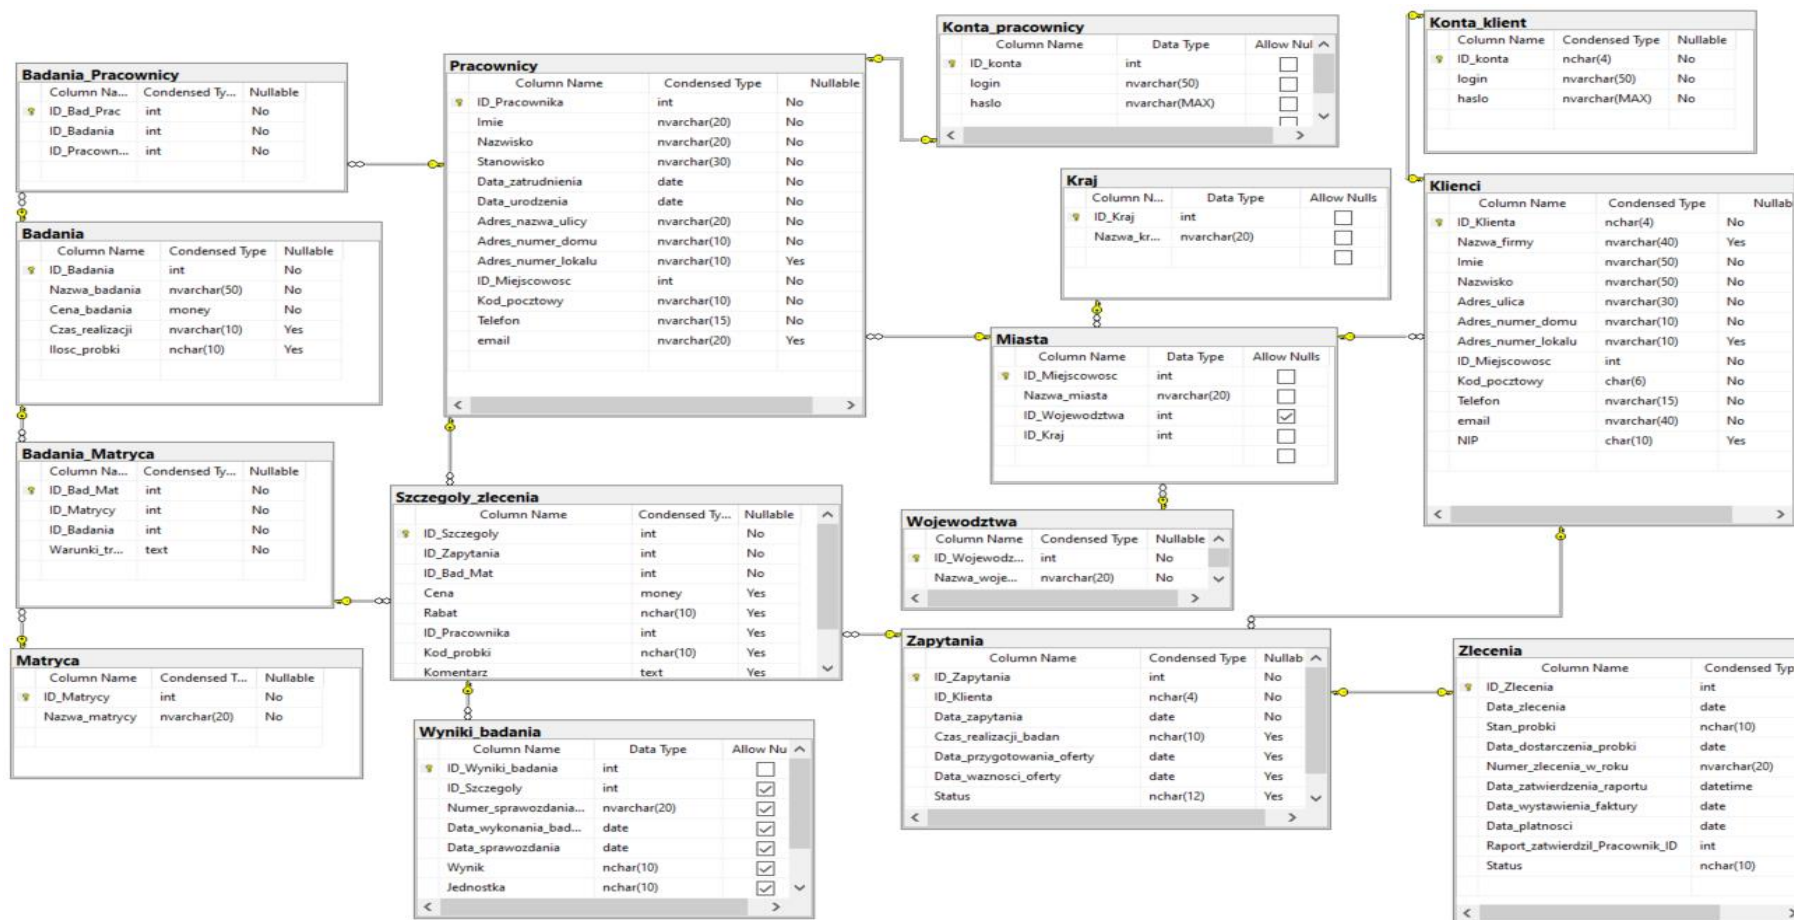 Badania_Pracownicy
Column Na... Condensed Ty... Nullable
ID_Bad_Prac int No
ID_Badania int No
ID_Pracown... int No
Badania
Column Name Condensed Type Nullable
ID_Badania int No
Nazwa_badania nvarchar(50) No
Cena_badania money No
Czas_realizacji nvarchar(10) Yes
Ilosc_probki nchar(10) Yes
Badania_Matryca
Column Na... Condensed Ty... Nullable
ID_Bad_Mat int No
ID_Matrycy int No
ID_Badania int No
Warunki_tr... text No
Matryca
Column Name Condensed T... Nullable
ID_Matrycy int No
Nazwa_matrycy nvarchar(20) No
Pracownicy
Column Name Condensed Type Nullable
ID_Pracownika int No
Imie nvarchar(20) No
Nazwisko nvarchar(20) No
Stanowisko nvarchar(30) No
Data_zatrudnienia date No
Data_urodzenia date No
Adres_nazwa_ulicy nvarchar(20) No
Adres_numer_domu nvarchar(10) No
Adres_numer_lokalu nvarchar(10) Yes
ID_Miejscowosc int No
Kod_pocztowy nvarchar(10) No
Telefon nvarchar(15) No
email nvarchar(20) Yes
Szczegoly_zlecenia
Column Name Condensed Ty... Nullable
ID_Szczegoly int No
ID_Zapytania int No
ID_Bad_Mat int No
Cena money Yes
Rabat nchar(10) Yes
ID_Pracownika int Yes
Kod_probki nchar(10) Yes
Komentarz text Yes
Wyniki_badania
Column Name Data Type Allow Nu
ID_Wyniki_badania int
ID_Szczegoly int
Numer_sprawozdania... nvarchar(20)
Data_wykonania_bad... date
Data_sprawozdania date
Wynik nchar(10)
Jednostka nchar(10)
Konta_pracownicy
Column Name Data Type Allow Nul
ID_konta int
login nvarchar(50)
haslo nvarchar(MAX)
Kraj
Column N... Data Type Allow Nulls
ID_Kraj int
Nazwa_kr... nvarchar(20)
Miasta
Column Name Data Type Allow Nulls
ID_Miejscowosc int
Nazwa_miasta nvarchar(20)
ID_Wojewodztwa int
ID_Kraj int
Wojewodztwa
Column Name Condensed Type Nullable
ID_Wojewodz... int No
Nazwa_woje... nvarchar(20) No
Zapytania
Column Name Condensed Type Nullab
ID_Zapytania int No
ID_Klienta nchar(4) No
Data_zapytania date No
Czas_realizacji_badan nchar(10) Yes
Data_przygotowania_oferty date Yes
Data_waznosci_oferty date Yes
Status nchar(12) Yes
Konta_klient
Column Name Condensed Type Nullable
ID_konta nchar(4) No
login nvarchar(50) No
haslo nvarchar(MAX) No
Klienci
Column Name Condensed Type Nullab
ID_Klienta nchar(4) No
Nazwa_firmy nvarchar(40) Yes
Imie nvarchar(50) No
Nazwisko nvarchar(50) No
Adres_ulica nvarchar(30) No
Adres_numer_domu nvarchar(10) No
Adres_numer_lokalu nvarchar(10) Yes
ID_Miejscowosc int No
Kod_pocztowy char(6) No
Telefon nvarchar(15) No
email nvarchar(40) No
NIP char(10) Yes
Zlecenia
Column Name Condensed Typ
ID_Zlecenia int
Data_zlecenia date
Stan_probki nchar(10)
Data_dostarczenia_probki date
Numer_zlecenia_w_roku nvarchar(20)
Data_zatwierdzenia_raportu datetime
Data_wystawienia_faktury date
Data_platnosci date
Raport_zatwierdzil_Pracownik_ID int
Status nchar(10)